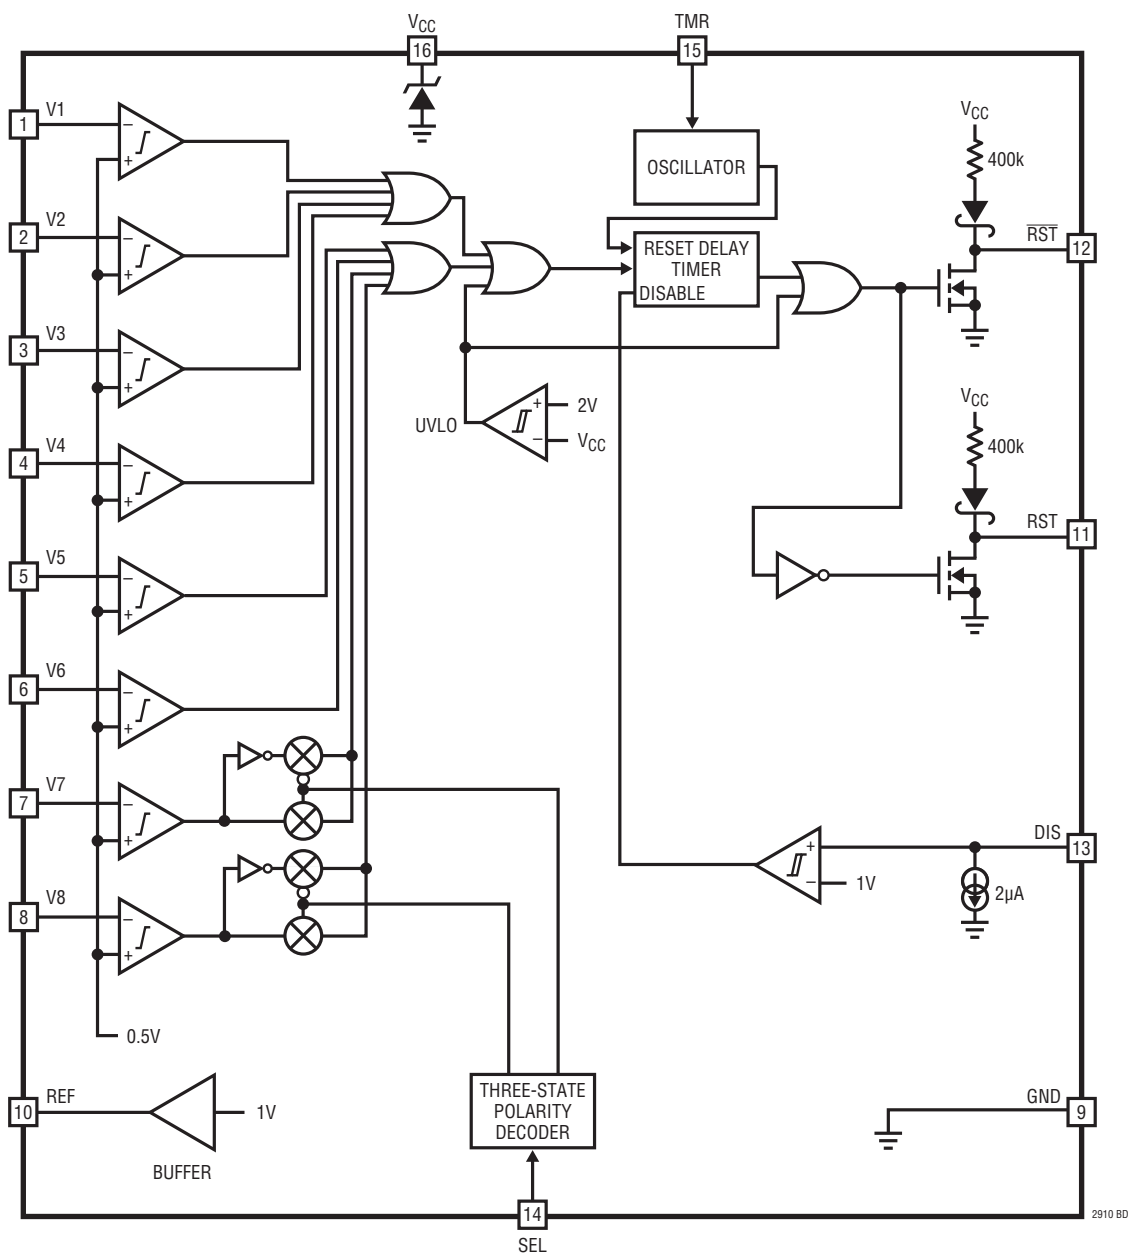 VCC
16
TMR
15
V1
1
−
+
V2
2
−
+
V3
3
−
+
V4
4
−
+
V5
5
−
+
V6
6
−
+
V7
7
−
+
V8
8
−
+
0.5V
REF
10
1V
BUFFER
OSCILLATOR
RESET DELAY
TIMER
DISABLE
UVLO
+
2V
−
VCC
VCC
400k
R̅S̅T̅
12
VCC
400k
RST
11
DIS
13
+
−
1V
2µA
THREE-STATE
POLARITY
DECODER
GND
9
14
SEL
2910 BD